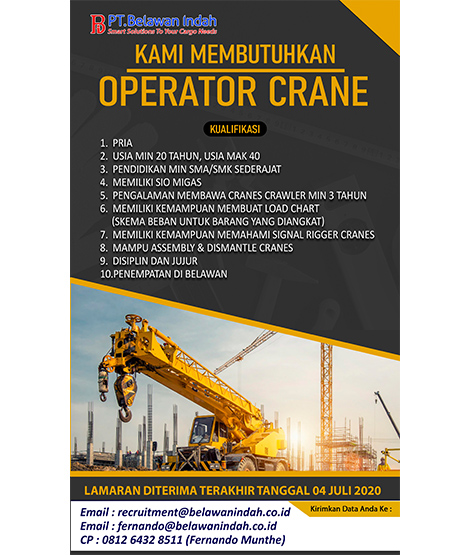 PT.Belawan Indah
Smart Solutions To Your Cargo Needs
KAMI MEMBUTUHKAN
OPERATOR CRANE
KUALIFIKASI
1. PRIA
2. USIA MIN 20 TAHUN, USIA MAK 40
3. PENDIDIKAN MIN SMA/SMK SEDERAJAT
4. MEMILIKI SIO MIGAS
5. PENGALAMAN MEMBAWA CRANES CRAWLER MIN 3 TAHUN
6. MEMILIKI KEMAMPUAN MEMBUAT LOAD CHART
(SKEMA BEBAN UNTUK BARANG YANG DIANGKAT)
7. MEMILIKI KEMAMPUAN MEMAHAMI SIGNAL RIGGER CRANES
8. MAMPU ASSEMBLY & DISMANTLE CRANES
9. DISIPLIN DAN JUJUR
10.PENEMPATAN DI BELAWAN
LAMARAN DITERIMA TERAKHIR TANGGAL 04 JULI 2020
Kirimkan Data Anda Ke :
Email : recruitment@belawanindah.co.id
Email : fernando@belawanindah.co.id
CP : 0812 6432 8511 (Fernando Munthe)